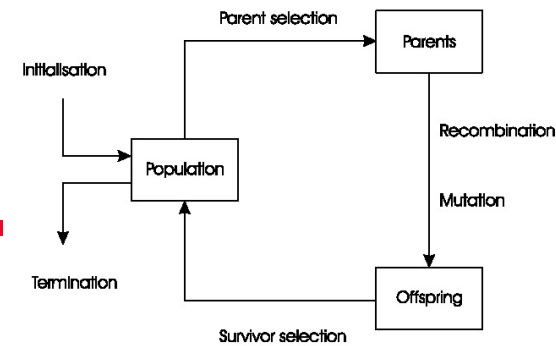 Parent selection
Parents
Initialisation
Recombination
Population
Mutation
Termination
Offspring
Survivor selection